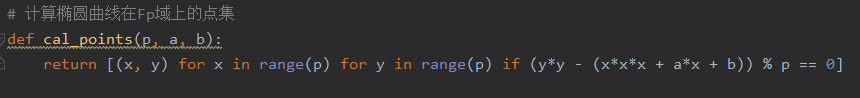 # 计算椭圆曲线在Fp域上的点集
def cal_points(p, a, b):
    return [(x, y) for x in range(p) for y in range(p) if (y*y - (x*x*x + a*x + b)) % p == 0]